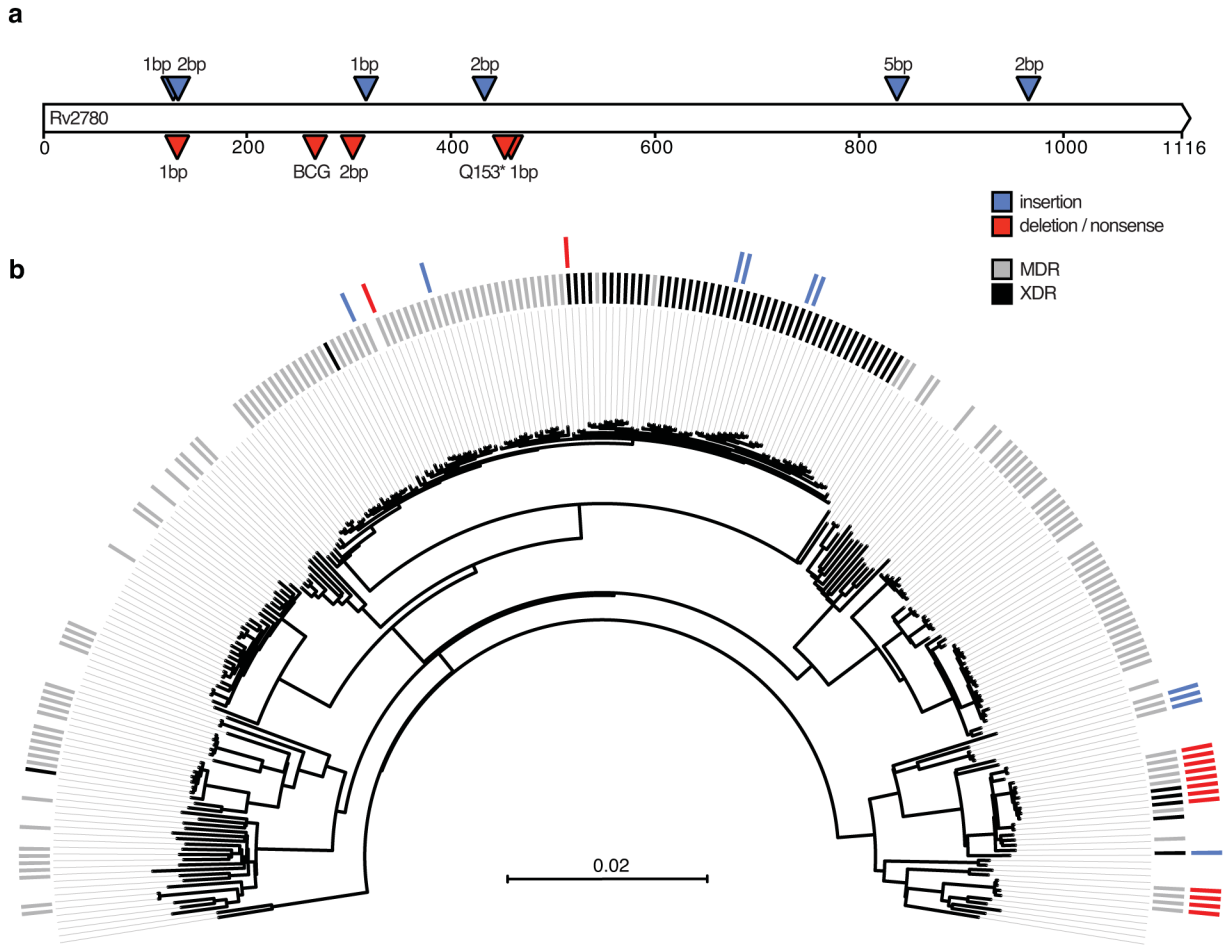 a
1bp 2bp 1bp 2bp 5bp 2bp
Rv2780
0 200 400 600 800 1000 1116
1bp BCG 2bp Q153* 1bp
insertion
deletion / nonsense
b
MDR
XDR
0.02